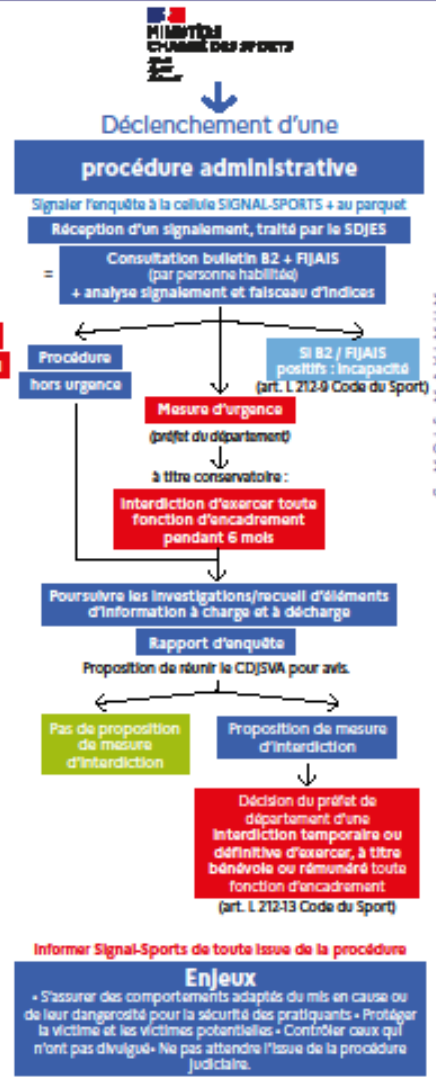 MINISTÈRE
CHARGÉ DES SPORTS
Déclenchement d'une
procédure administrative
Signaler l'enquête à la cellule SIGNAL-SPORTS + au parquet
Réception d'un signalement, traité par le SDJES
=
Consultation bulletin B2 + FIJAIS
(par personne habilitée)
+ analyse signalement et faisceau d'indices
Procédure
hors urgence
Mesure d'urgence
(préfet du département)
Si B2 / FIJAIS
positifs : incapacité
(art. L 212-9 Code du Sport)
à titre conservatoire :
Interdiction d'exercer toute
fonction d'encadrement
pendant 6 mois
Poursuivre les investigations/recueil d'éléments
d'information à charge et à décharge
Rapport d'enquête
Proposition de réunir le CDJSVA pour avis.
Pas de proposition
de mesure
d'interdiction
Proposition de mesure
d'interdiction
Décision du préfet de
département d'une
interdiction temporaire ou
définitive d'exercer, à titre
bénévole ou rémunéré toute
fonction d'encadrement
(art. L 212-13 Code du Sport)
Informer Signal-Sports de toute issue de la procédure
Enjeux
• S'assurer des comportements adaptés du mis en cause ou
de leur dangerosité pour la sécurité des pratiquants • Protéger
la victime et les victimes potentielles • Contrôler ceux qui
n'ont pas divulgué• Ne pas attendre l'issue de la procédure
judiciaire.